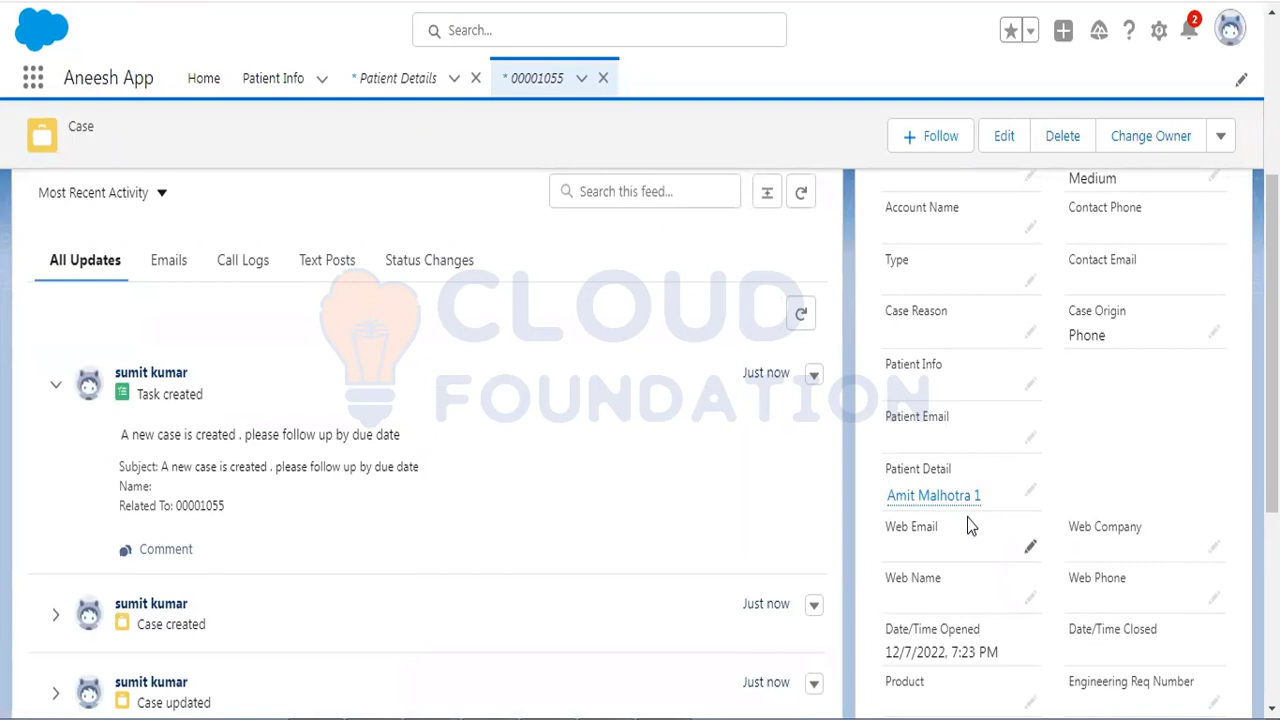 Search...
2
Aneesh App
Home
Patient Info
* Patient Details
* 00001055
Case
Follow
Edit
Delete
Change Owner
Most Recent Activity
Search this feed...
All Updates
Emails
Call Logs
Text Posts
Status Changes
CLOUD
FOUNDATION
sumit kumar
Just now
Task created
A new case is created . please follow up by due date
Subject: A new case is created . please follow up by due date
Name:
Related To: 00001055
Comment
sumit kumar
Just now
Case created
sumit kumar
Just now
Case updated
Medium
Account Name
Contact Phone
Type
Contact Email
Case Reason
Case Origin
Phone
Patient Info
Patient Email
Patient Detail
Amit Malhotra 1
Web Email
Web Company
Web Name
Web Phone
Date/Time Opened
12/7/2022, 7:23 PM
Date/Time Closed
Product
Engineering Req Number